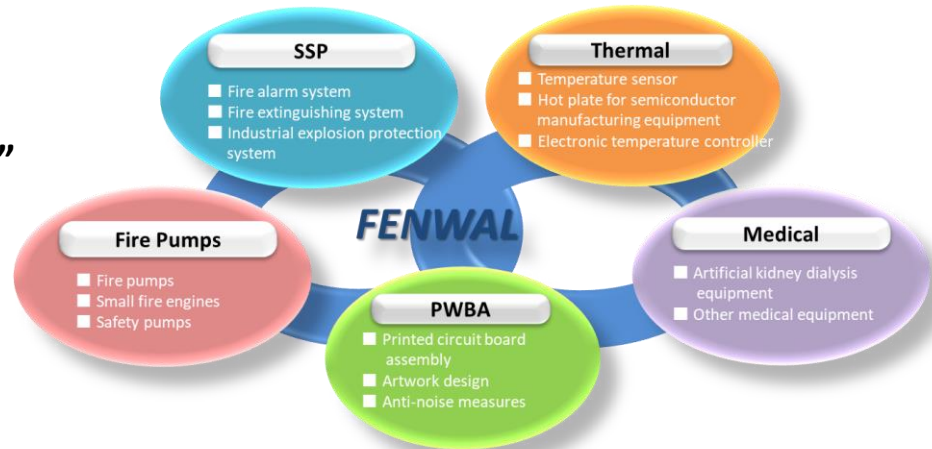 SSP
■ Fire alarm system
■ Fire extinguishing system
■ Industrial explosion protection
system
Thermal
■ Temperature sensor
■ Hot plate for semiconductor
manufacturing equipment
■ Electronic temperature controller
”
FENWAL
Fire Pumps
■ Fire pumps
■ Small fire engines
■ Safety pumps
Medical
■ Artificial kidney dialysis
equipment
■ Other medical equipment
PWBA
■ Printed circuit board
assembly
■ Artwork design
■ Anti-noise measures